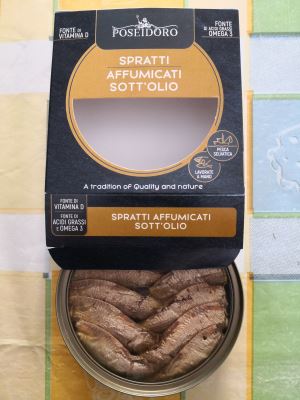 FONTE DI
VITAMINA D
POSEIDORO
FONTE
DI ACIDI GRASSI
OMEGA 3
SPRATTI
AFFUMICATI
SOTT'OLIO
PESCA
SELVATICA
LAVORATE
A MANO
A tradition of Quality and nature
FONTE DI
VITAMINA D
FONTE DI
ACIDI GRASSI
E OMEGA 3
SPRATTI AFFUMICATI
SOTT'OLIO